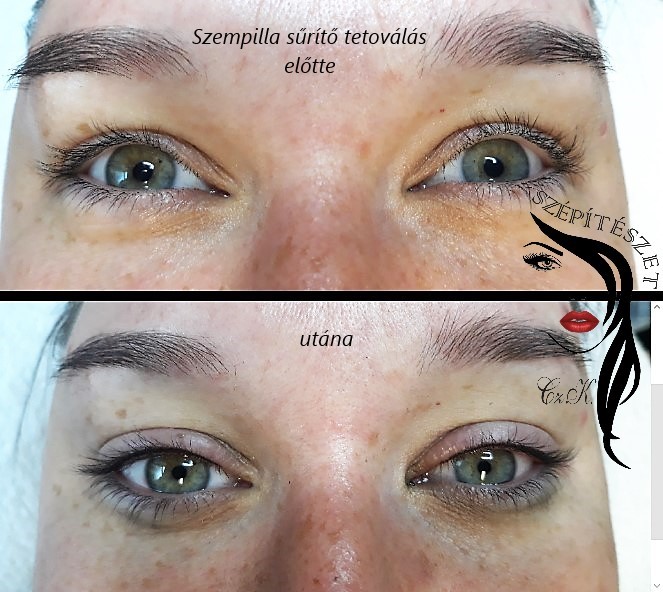 Szempilla sűrítő tetoválás
előtte
SZÉPÍTÉSZET
utána
Cz.K.